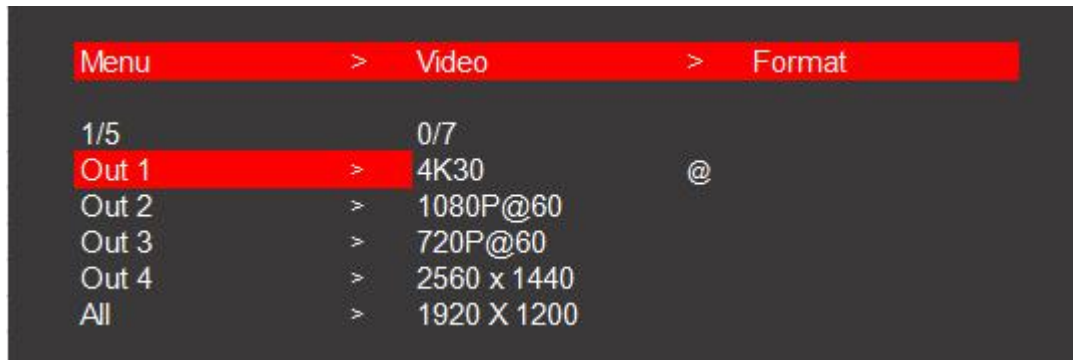 Menu > Video > Format
1/5 0/7
Out 1 > 4K30 @
Out 2 > 1080P@60
Out 3 > 720P@60
Out 4 > 2560 x 1440
All > 1920 X 1200